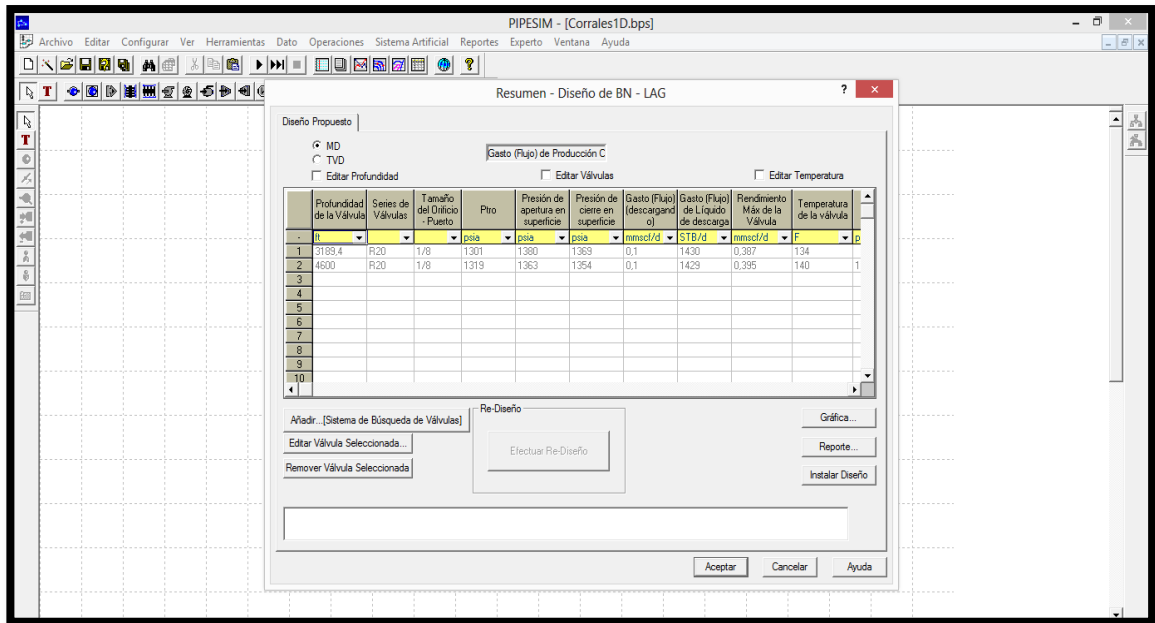 PIPESIM - [Corrales1D.bps]
Archivo Editar Configurar Ver Herramientas Dato Operaciones Sistema Artificial Reportes Experto Ventana Ayuda
T
Resumen - Diseño de BN - LAG
Diseño Propuesto
MD
TVD
Gasto (Flujo) de Producción C
Editar Profundidad Editar Válvulas Editar Temperatura
Profundidad de la Válvula Series de Válvulas Tamaño del Orificio - Puerto Ptro Presión de apertura en superficie Presión de cierre en superficie Gasto (Flujo) (descargando) Gasto (Flujo) de Líquido de descarga Rendimiento Máx de la Válvula Temperatura de la válvula
- ft psia psia psia mmscf/d STB/d mmscf/d F p
1 3189,4 R20 1/8 1301 1380 1369 0,1 1430 0,387 134
2 4600 R20 1/8 1319 1363 1354 0,1 1429 0,395 140 1
3
4
5
6
7
8
9
10
Añadir...[Sistema de Búsqueda de Válvulas]
Editar Válvula Seleccionada...
Remover Válvula Seleccionada
Re-Diseño
Efectuar Re-Diseño
Gráfica...
Reporte...
Instalar Diseño
Aceptar Cancelar Ayuda